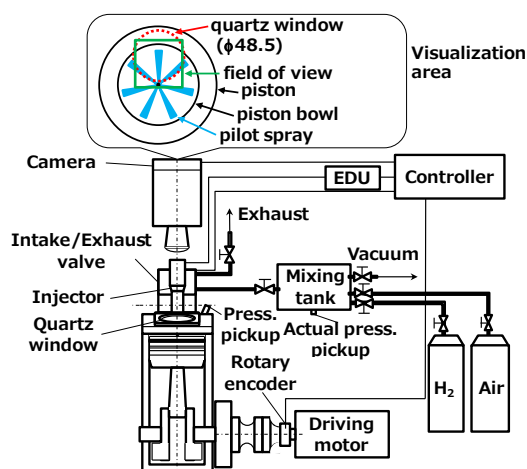 quartz window
(ϕ48.5)
Visualization
area
field of view
piston
piston bowl
pilot spray
Camera
EDU
Controller
Exhaust
Intake/Exhaust
valve
Vacuum
Mixing
tank
Injector
Press.
pickup
Actual press.
pickup
Quartz
window
Rotary
encoder
H₂
Air
Driving
motor